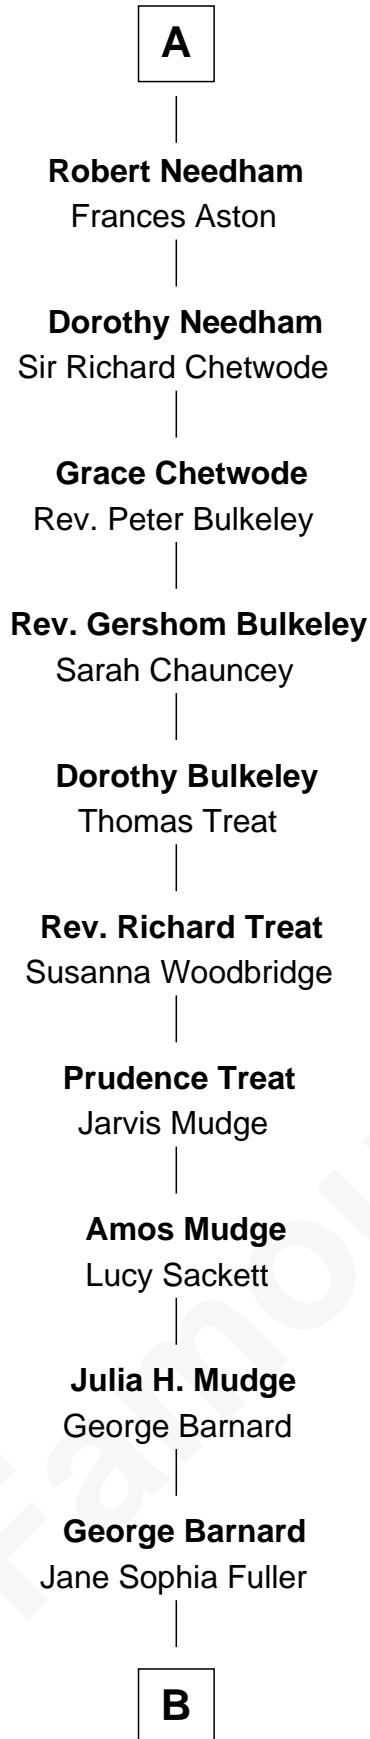 A
Robert Needham
Frances Aston
Dorothy Needham
Sir Richard Chetwode
Grace Chetwode
Rev. Peter Bulkeley
Rev. Gershom Bulkeley
Sarah Chauncey
Dorothy Bulkeley
Thomas Treat
Rev. Richard Treat
Susanna Woodbridge
Prudence Treat
Jarvis Mudge
Amos Mudge
Lucy Sackett
Julia H. Mudge
George Barnard
George Barnard
Jane Sophia Fuller
B
Famou